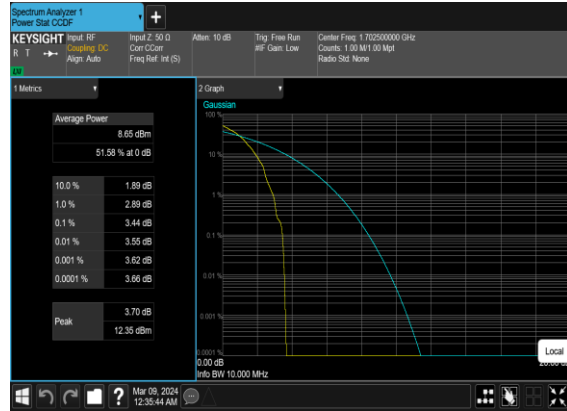 Spectrum Analyzer 1
Power Stat CCDF
+
KEYSIGHT
R T
LXI
Input: RF
Coupling: DC
Align: Auto
Input Z: 50 Ω
Corr CCorr
Freq Ref: Int (S)
Atten: 10 dB
Trig: Free Run
#IF Gain: Low
Center Freq: 1.702500000 GHz
Counts: 1.00 M/1.00 Mpt
Radio Std: None
1 Metrics
Average Power
8.65 dBm
51.58 % at 0 dB
10.0 % 1.89 dB
1.0 % 2.89 dB
0.1 % 3.44 dB
0.01 % 3.55 dB
0.001 % 3.62 dB
0.0001 % 3.66 dB
Peak
3.70 dB
12.35 dBm
2 Graph
Gaussian
100 %
10 %
1 %
0.1 %
0.01 %
0.001 %
0.0001 %
0.00 dB
Info BW 10.000 MHz
Local
?
Mar 09, 2024
12:35:44 AM